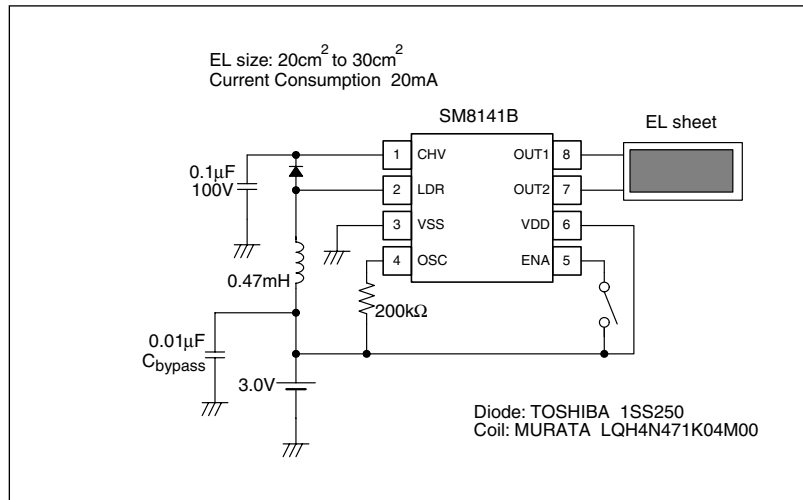 EL size: 20cm² to 30cm²
Current Consumption 20mA
SM8141B
EL sheet
1 CHV OUT1 8
0.1µF
100V
2 LDR OUT2 7
3 VSS VDD 6
4 OSC ENA 5
0.47mH
200kΩ
0.01µF
Cbypass
3.0V
Diode: TOSHIBA 1SS250
Coil: MURATA LQH4N471K04M00